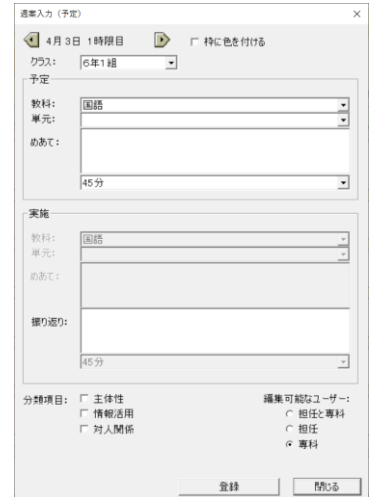 週案入力（予定）
4月 3日 1時限目
枠に色を付ける
クラス： 6年1組
予定
教科： 国語
単元：
めあて：
45分
実施
教科： 国語
単元：
めあて：
振り返り：
45分
分類項目： 主体性
情報活用
対人関係
編集可能なユーザー：
担任と専科
担任
専科
登録
閉じる